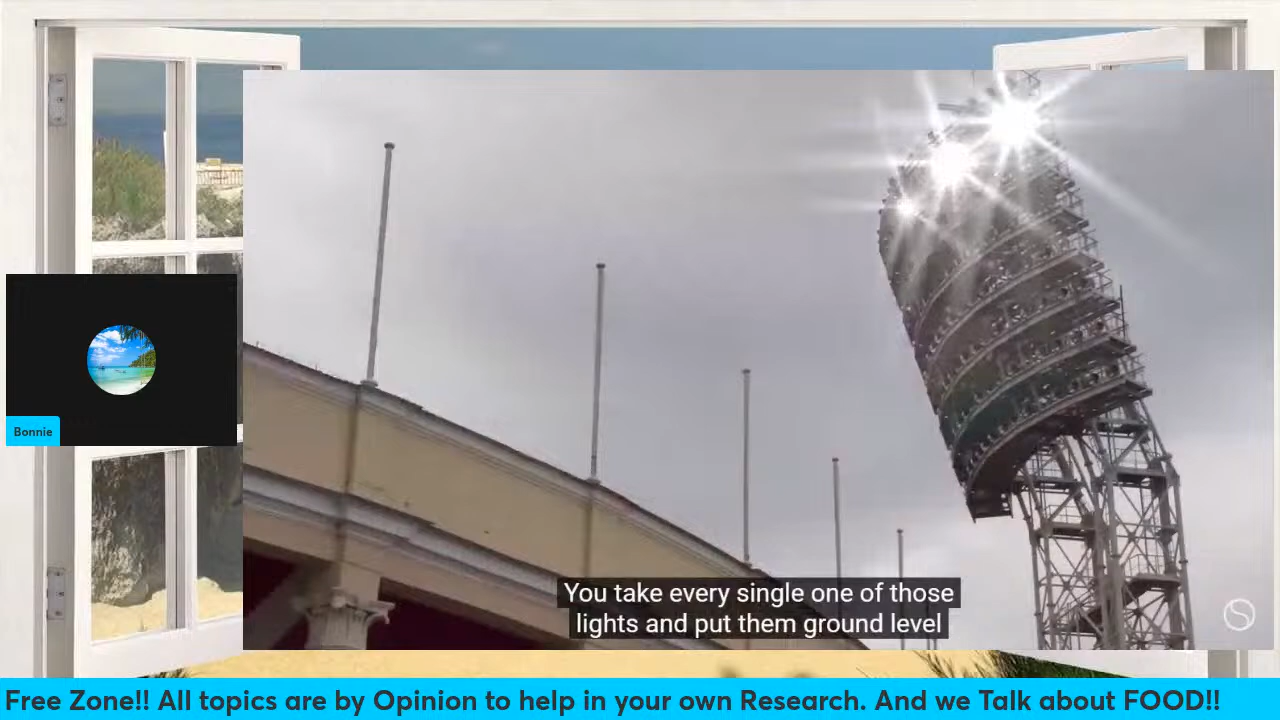 You take every single one of those
lights and put them ground level
Bonnie
Free Zone!! All topics are by Opinion to help in your own Research. And we Talk about FOOD!!